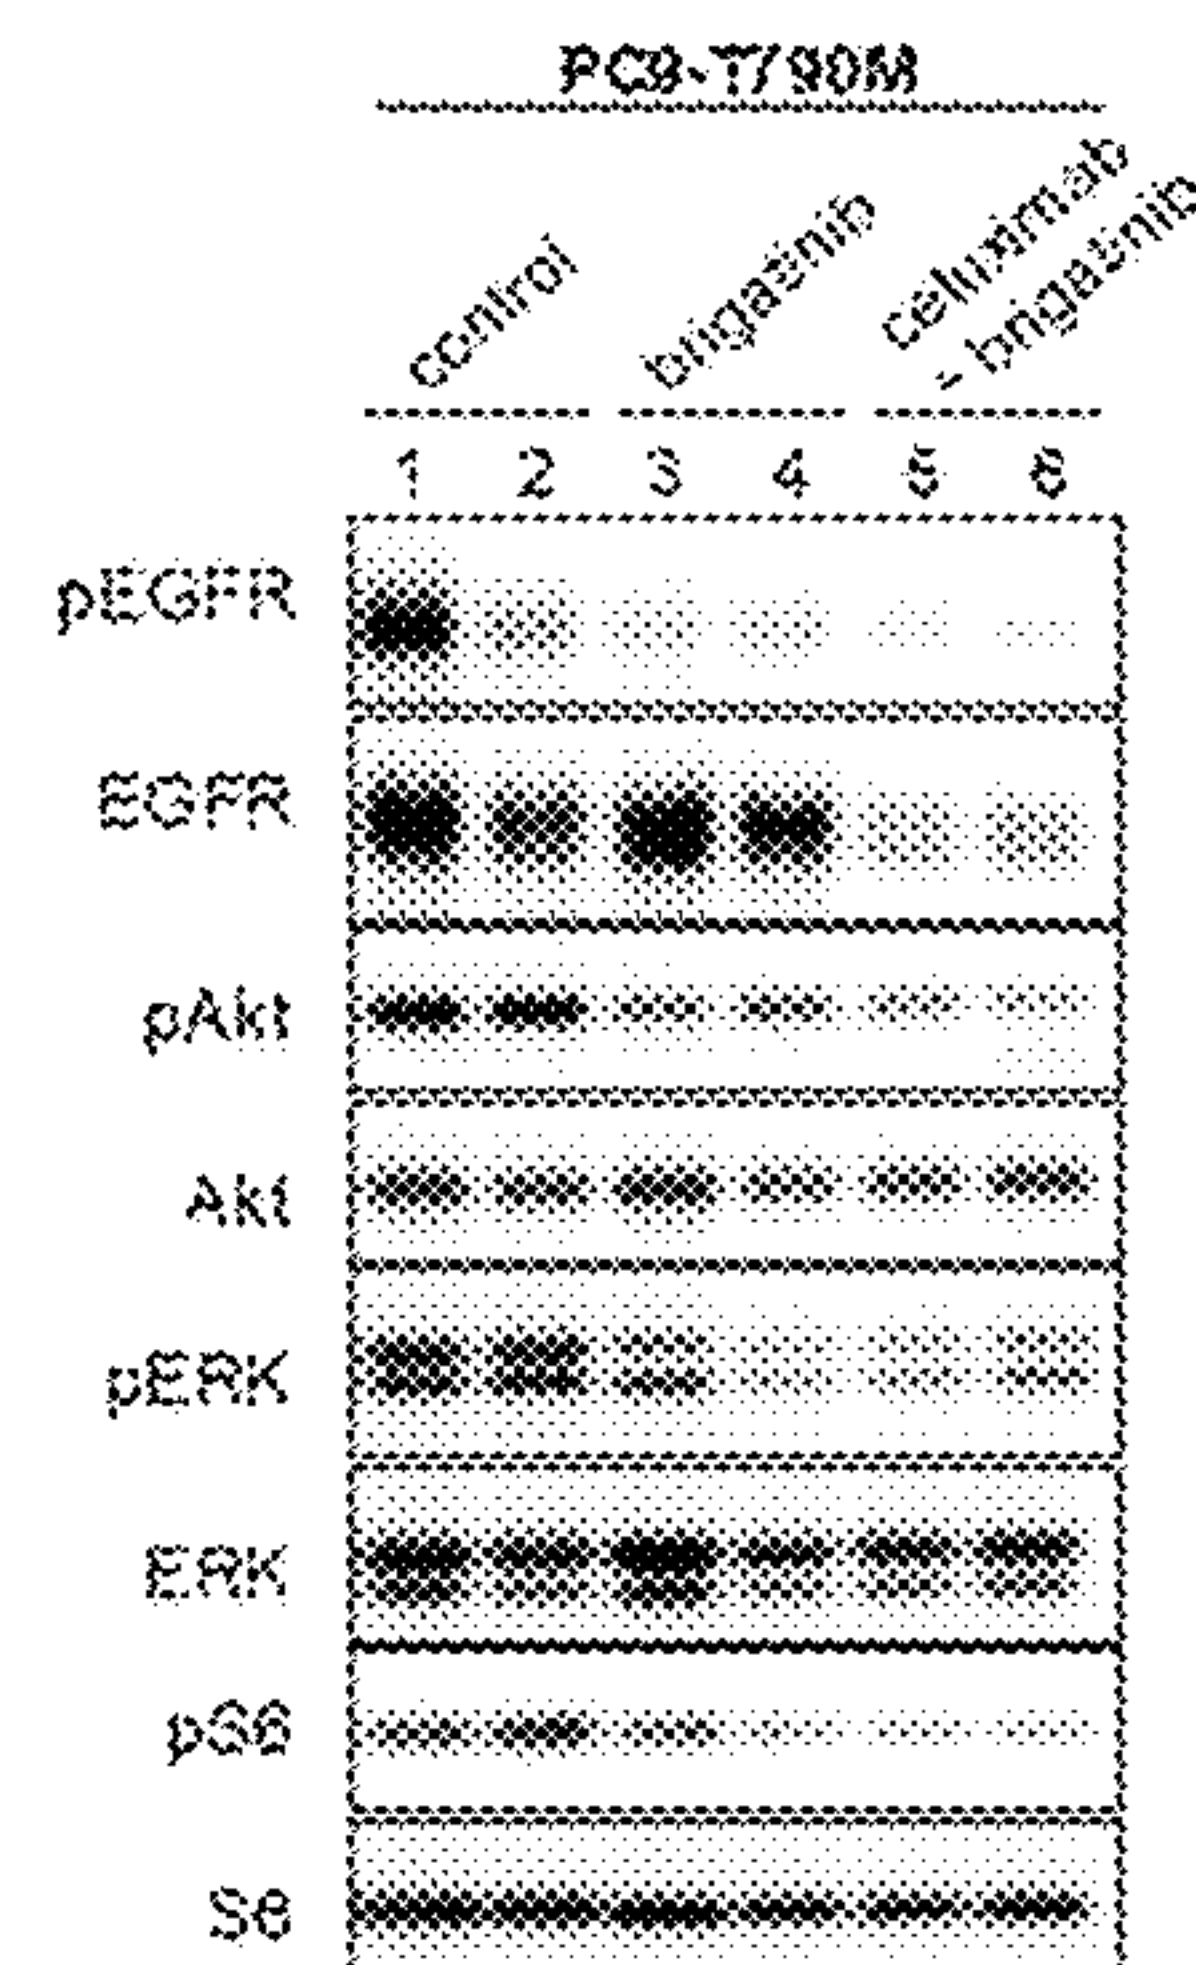 PC9-T790M
control
brigatinib
cetuximab
+ brigatinib
1 2 3 4 5 6
pEGFR
EGFR
pAkt
Akt
pERK
ERK
pS6
S6